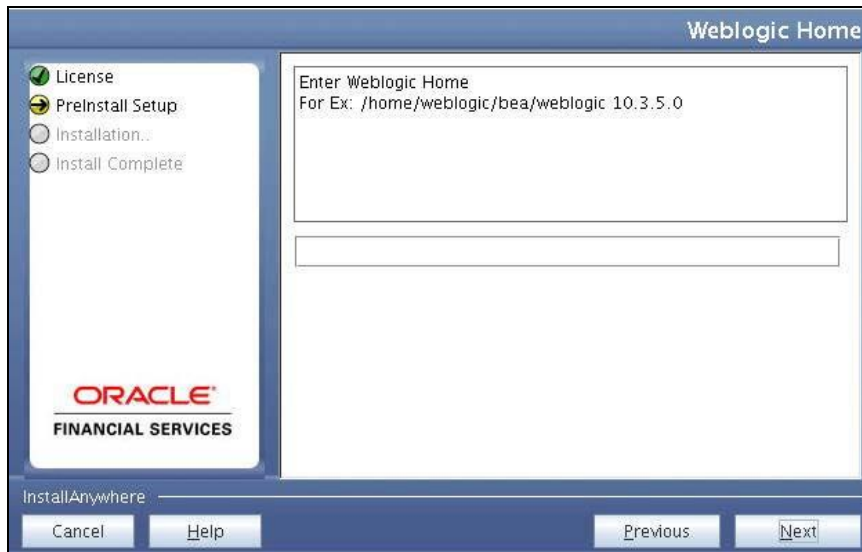 Weblogic Home
License
PreInstall Setup
Installation..
Install Complete
Enter Weblogic Home
For Ex: /home/weblogic/bea/weblogic 10.3.5.0
ORACLE
FINANCIAL SERVICES
InstallAnywhere
Cancel
Help
Previous
Next